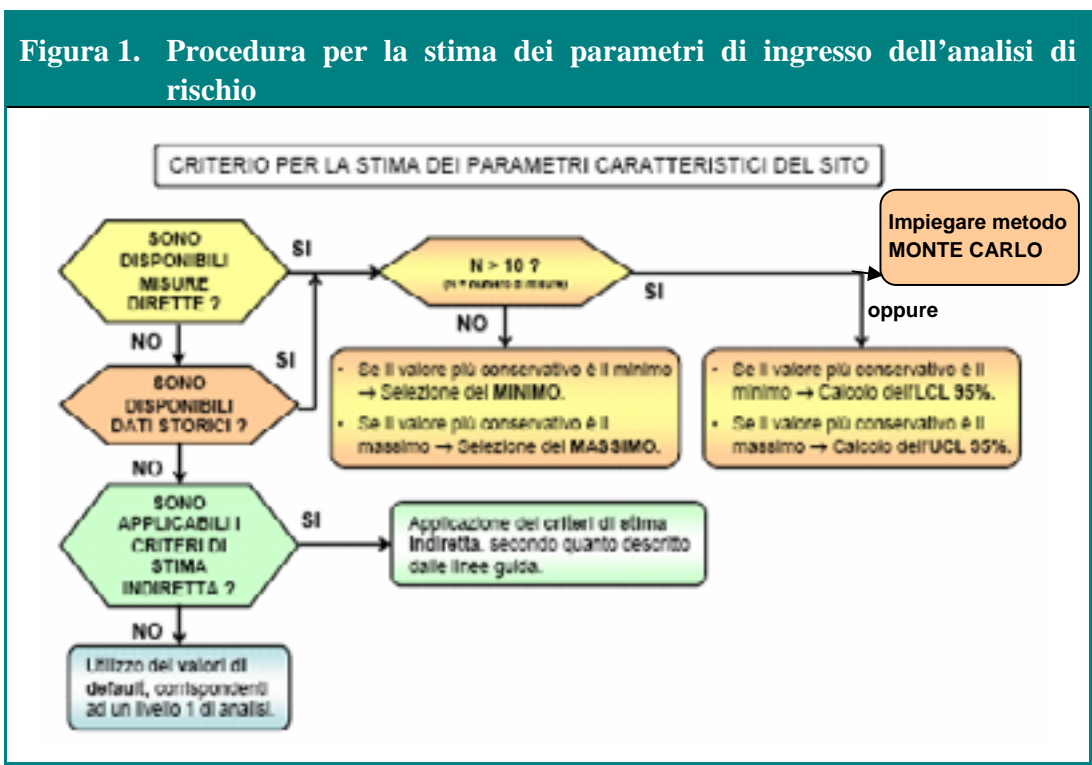 Figura 1. Procedura per la stima dei parametri di ingresso dell'analisi di
rischio
CRITERIO PER LA STIMA DEI PARAMETRI CARATTERISTICI DEL SITO
Impiegare metodo
MONTE CARLO
SONO
DISPONIBILI
MISURE
DIRETTE ?
SI
N > 10 ?
(N = numero di misure)
SI
oppure
NO
NO
SI
SONO
DISPONIBILI
DATI STORICI ?
- Se il valore più conservativo è il minimo
→ Selezione del MINIMO.
- Se il valore più conservativo è il
massimo → Selezione del MASSIMO.
• Se il valore più conservativo è il
minimo → Calcolo dell'LCL 95%.
• Se il valore più conservativo è il
massimo → Calcolo dell'UCL 95%.
NO
SONO
APPLICABILI I
CRITERI DI
STIMA
INDIRETTA ?
SI
Applicazione dei criteri di stima
indiretta, secondo quanto descritto
dalle linee guida.
NO
Utilizzo dei valori di
default, corrispondenti
ad un livello 1 di analisi.